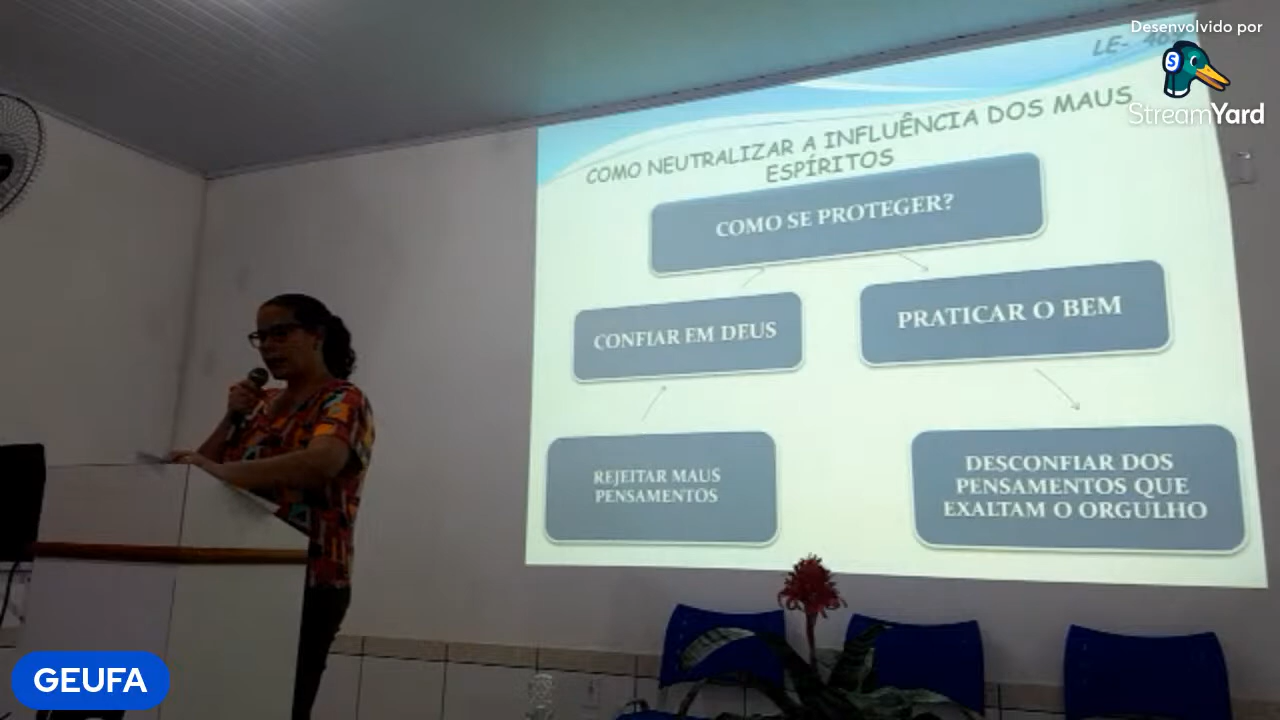 Desenvolvido por
StreamYard
LE-
COMO NEUTRALIZAR A INFLUÊNCIA DOS MAUS
ESPÍRITOS
COMO SE PROTEGER?
CONFIAR EM DEUS
PRATICAR O BEM
REJEITAR MAUS
PENSAMENTOS
DESCONFIAR DOS
PENSAMENTOS QUE
EXALTAM O ORGULHO
GEUFA